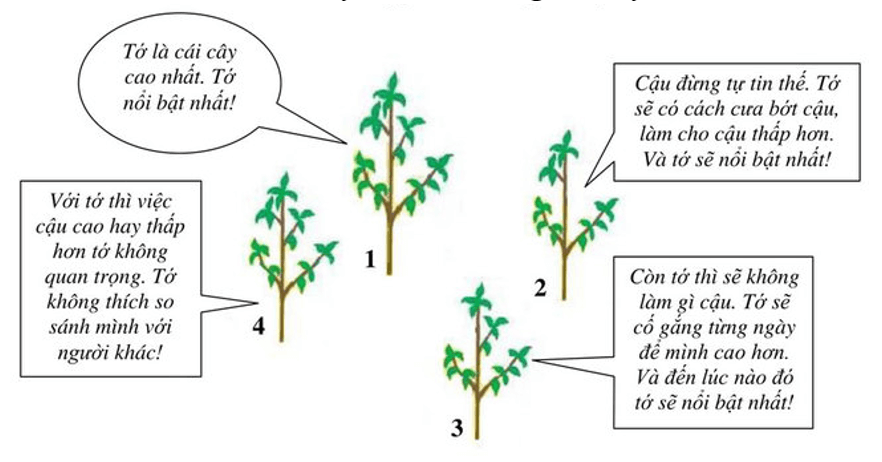 Tớ là cái cây
cao nhất. Tớ
nổi bật nhất!
1
Cậu đừng tự tin thế. Tớ
sẽ có cách cưa bớt cậu,
làm cho cậu thấp hơn.
Và tớ sẽ nổi bật nhất!
2
Với tớ thì việc
cậu cao hay thấp
hơn tớ không
quan trọng. Tớ
không thích so
sánh mình với
người khác!
4
Còn tớ thì sẽ không
làm gì cậu. Tớ sẽ
cố gắng từng ngày
để mình cao hơn.
Và đến lúc nào đó
tớ sẽ nổi bật nhất!
3